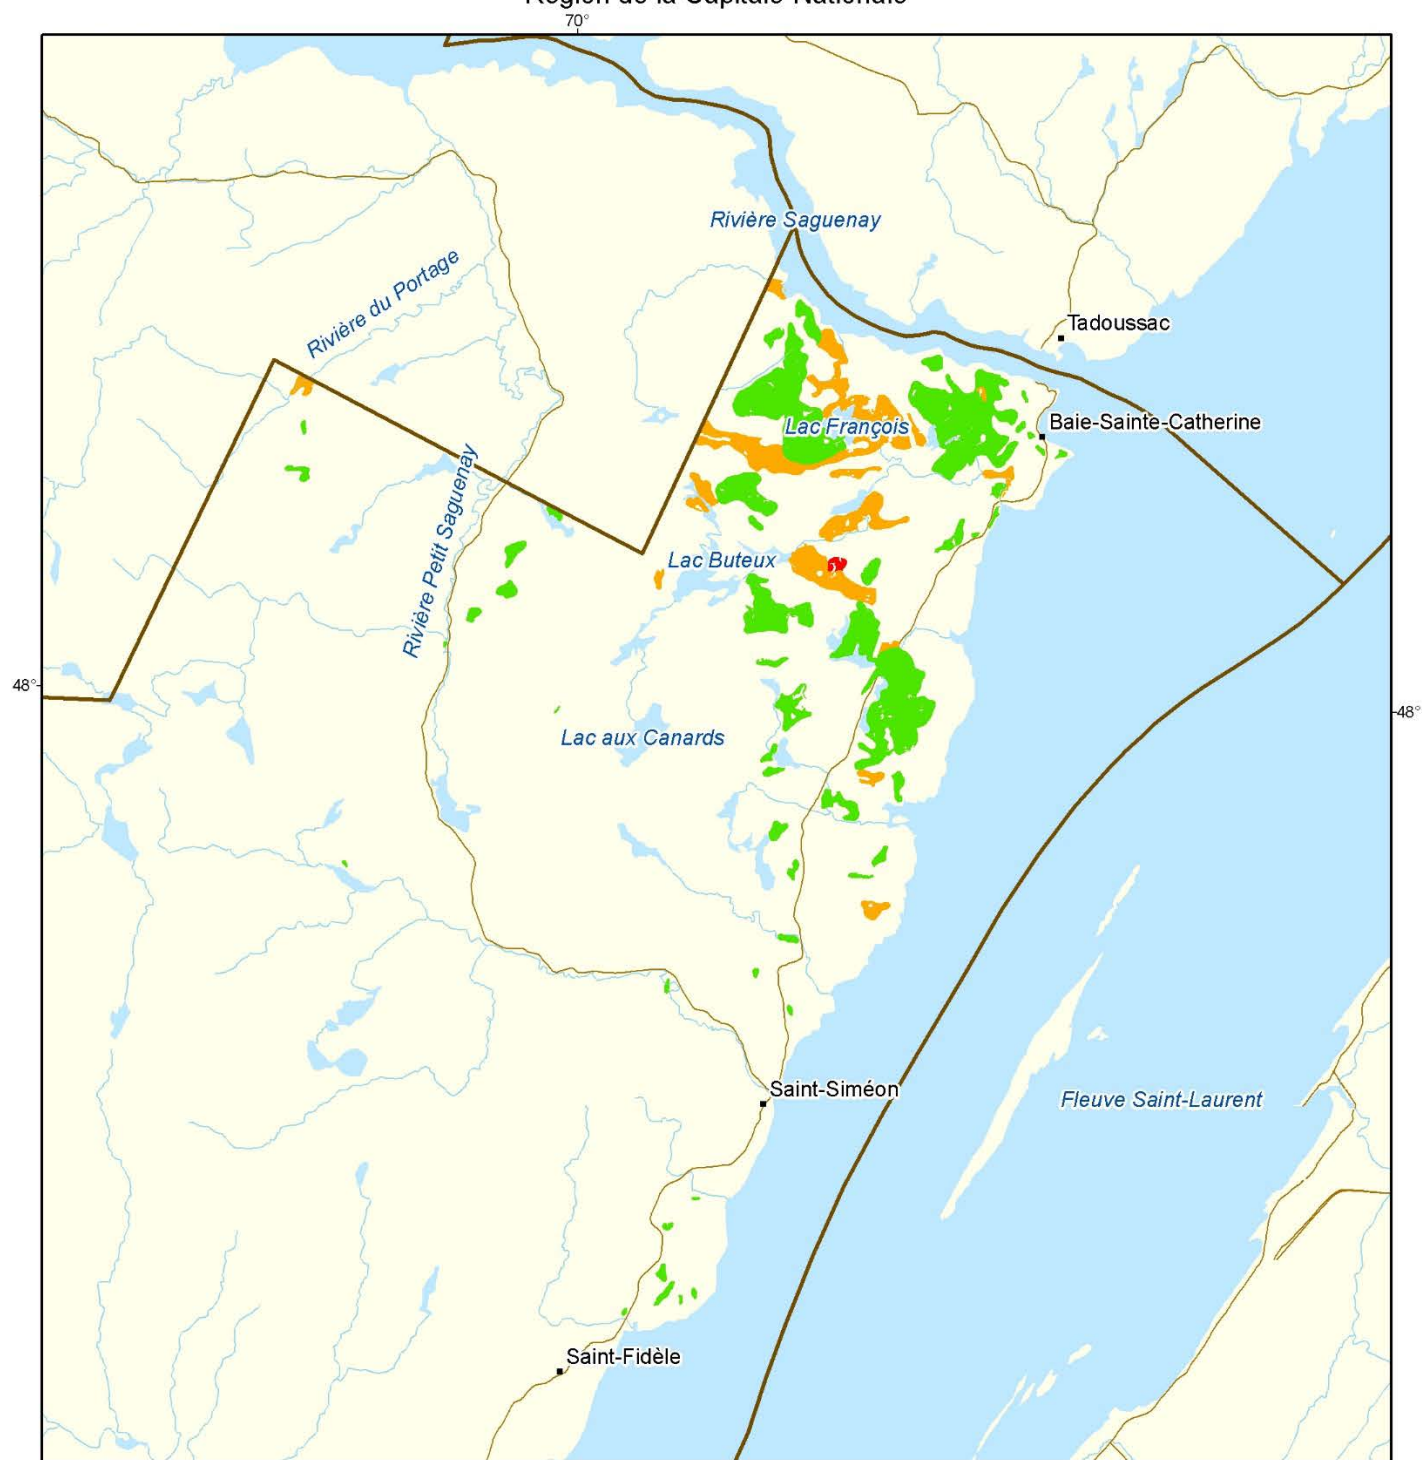 Région de la Capitale-Nationale
70°
Rivière Saguenay
Rivière du Portage
Tadoussac
Baie-Sainte-Catherine
Lac François
Rivière Petit Saguenay
Lac Buteux
48°
48°
Lac aux Canards
Saint-Siméon
Fleuve Saint-Laurent
Saint-Fidèle